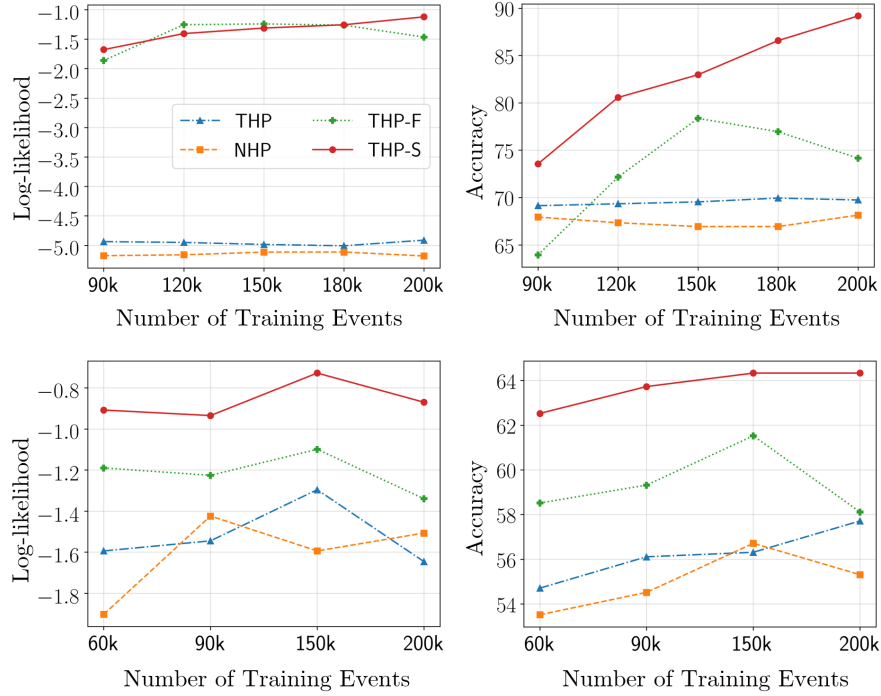 Log-likelihood
−1.0
−1.5
−2.0
−2.5
−3.0
−3.5
−4.0
−4.5
−5.0
THP
THP-F
NHP
THP-S
90k 120k 150k 180k 200k
Number of Training Events
Accuracy
90
85
80
75
70
65
90k 120k 150k 180k 200k
Number of Training Events
Log-likelihood
−0.8
−1.0
−1.2
−1.4
−1.6
−1.8
60k 90k 150k 200k
Number of Training Events
Accuracy
64
62
60
58
56
54
60k 90k 150k 200k
Number of Training Events